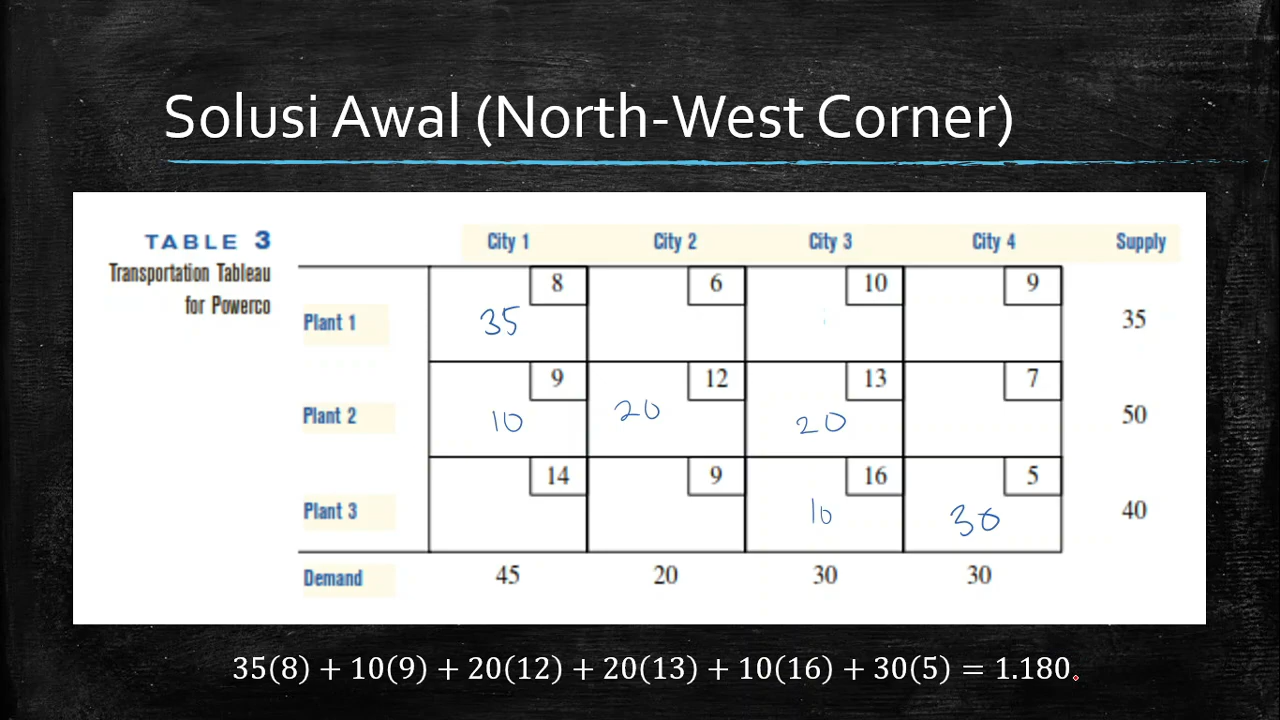 Solusi Awal (North-West Corner)
TABLE 3
Transportation Tableau
for Powerco
City 1 City 2 City 3 City 4 Supply
8 6 10 9
Plant 1 35 35
9 12 13 7
Plant 2 10 20 20 50
14 9 16 5
Plant 3 10 30 40
Demand 45 20 30 30
35(8) + 10(9) + 20(12) + 20(13) + 10(16) + 30(5) = 1.180.